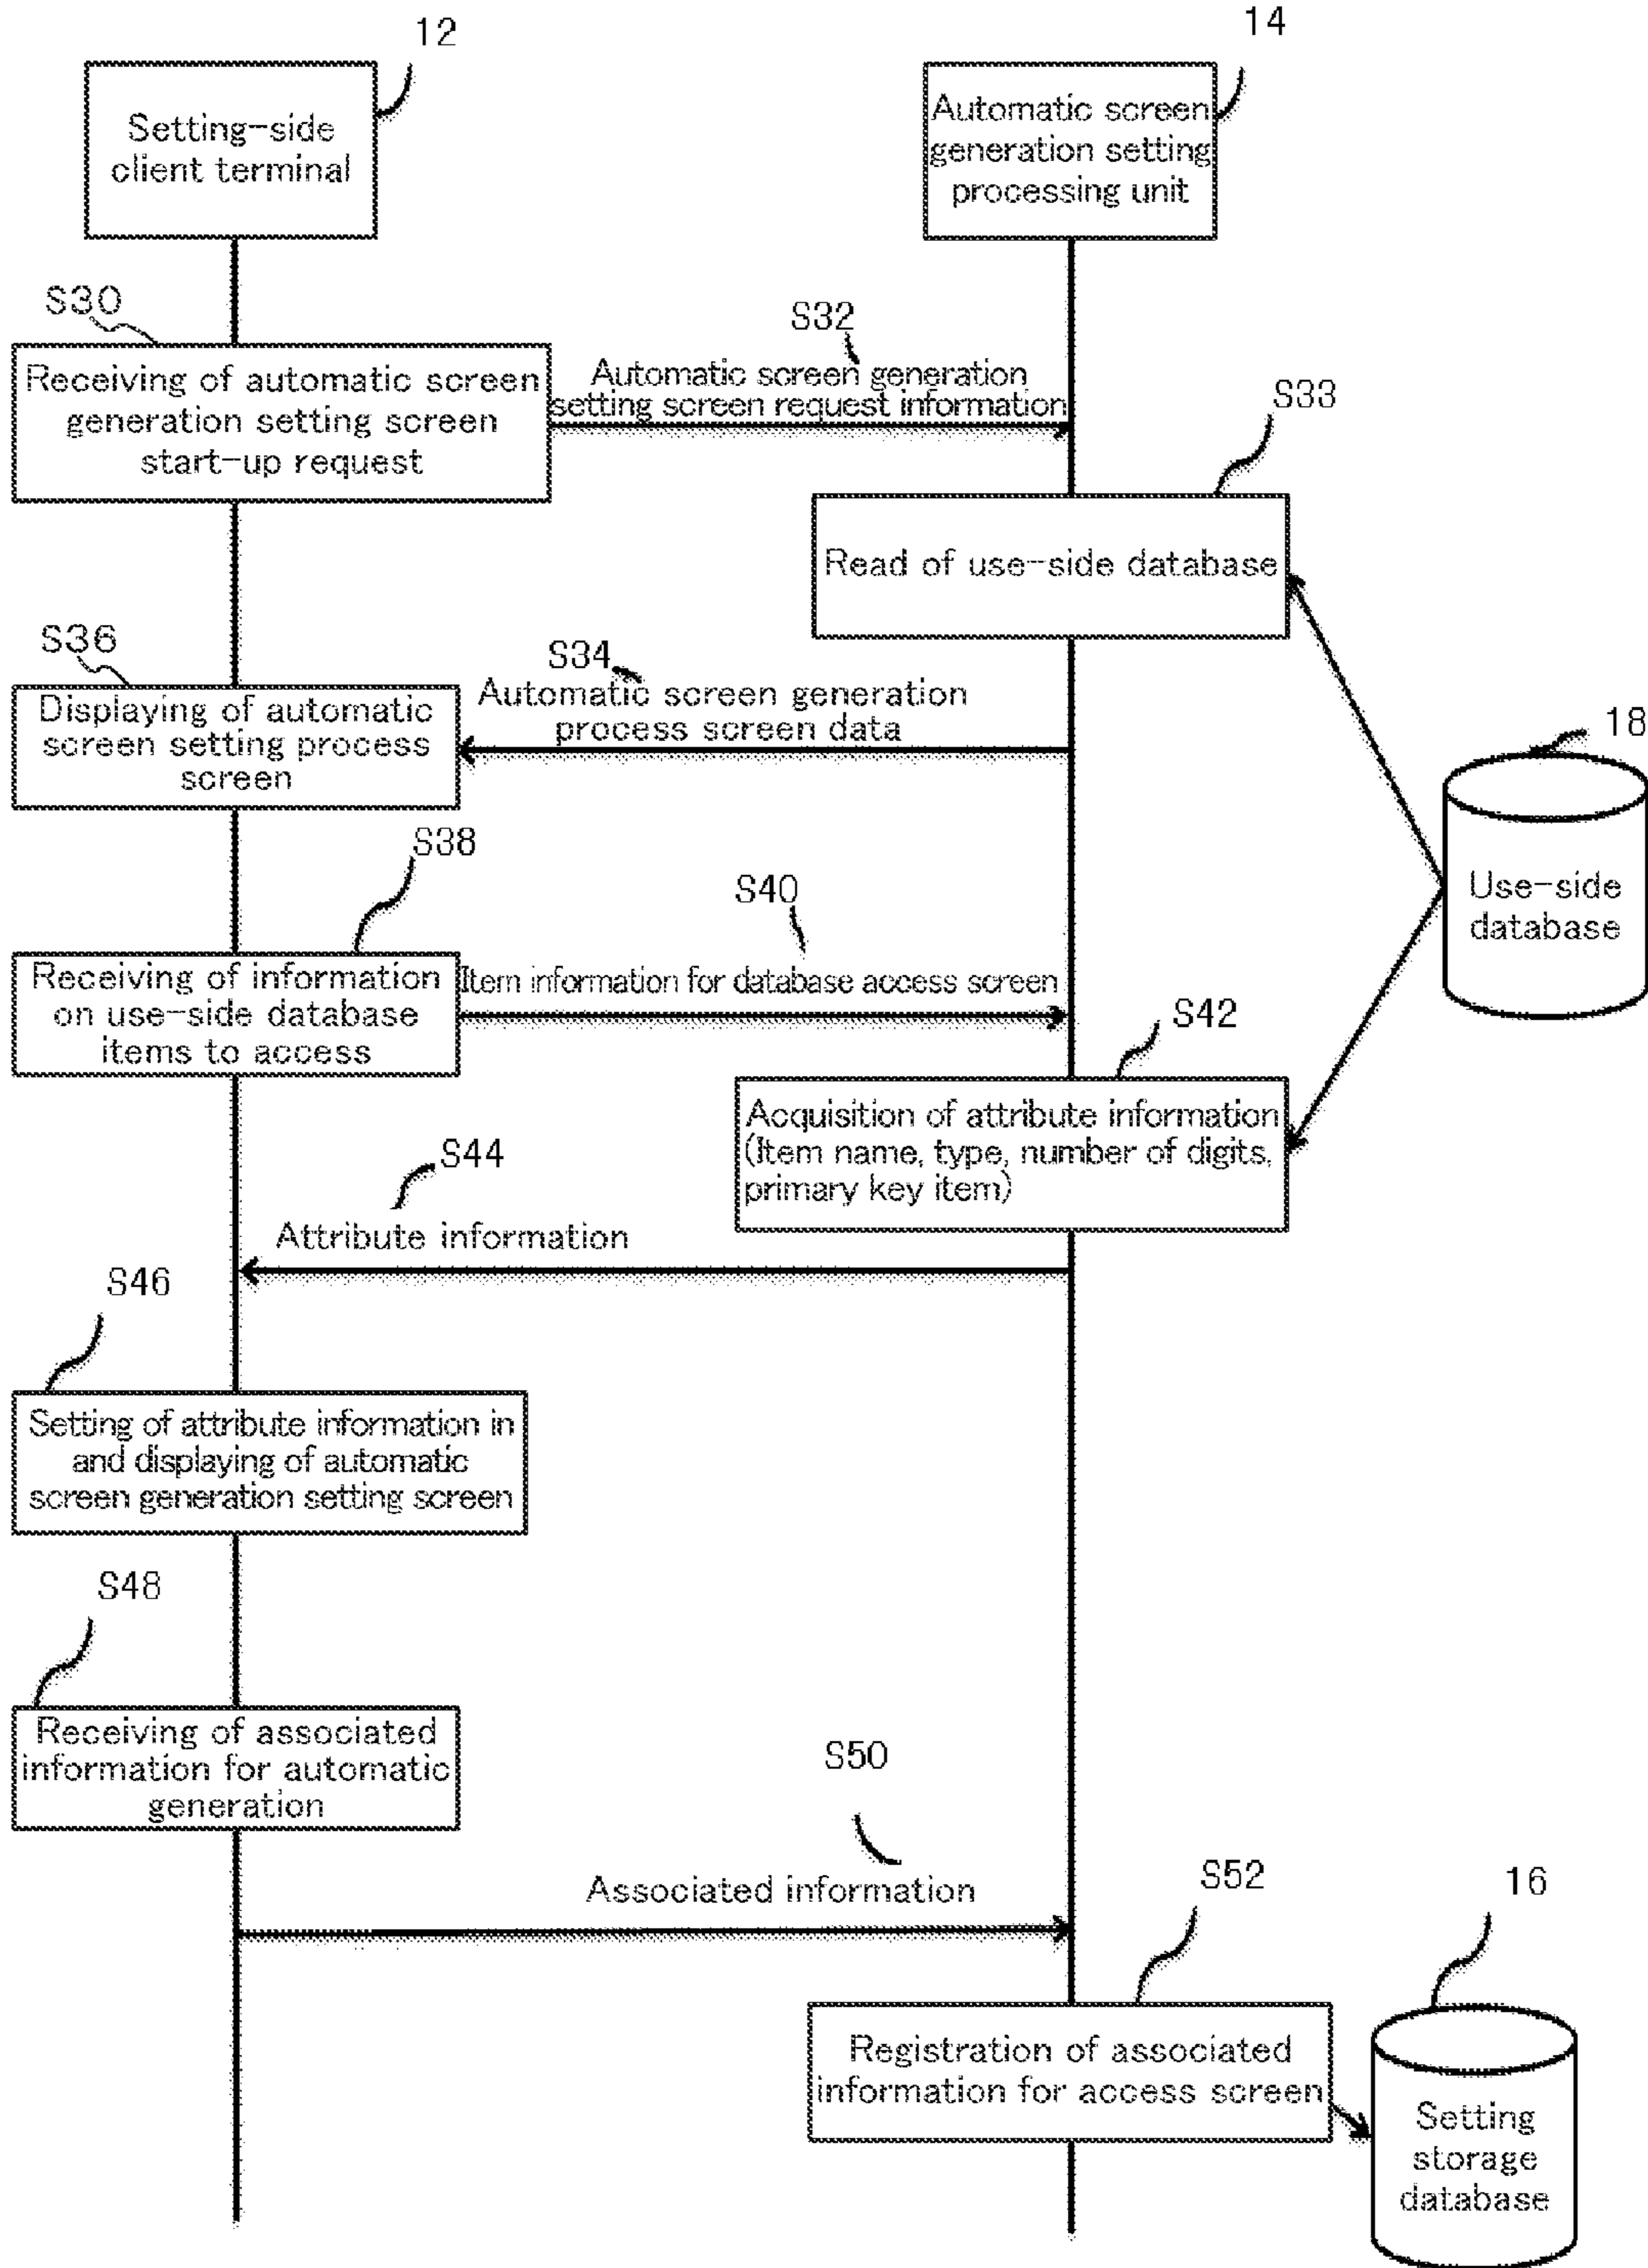 12
14
Setting-side
client terminal
Automatic screen
generation setting
processing unit
S30
S32
Receiving of automatic screen
generation setting screen
start-up request
Automatic screen generation
setting screen request information
S33
Read of use-side database
S36
S34
Displaying of automatic
screen setting process
screen
Automatic screen generation
process screen data
18
Use-side
database
S38
S40
Receiving of information
on use-side database
items to access
Item information for database access screen
S42
Acquisition of attribute information
(Item name, type, number of digits,
primary key item)
S44
Attribute information
S46
Setting of attribute information in
and displaying of automatic
screen generation setting screen
S48
Receiving of associated
information for automatic
generation
S50
Associated information
S52
16
Registration of associated
information for access screen
Setting
storage
database